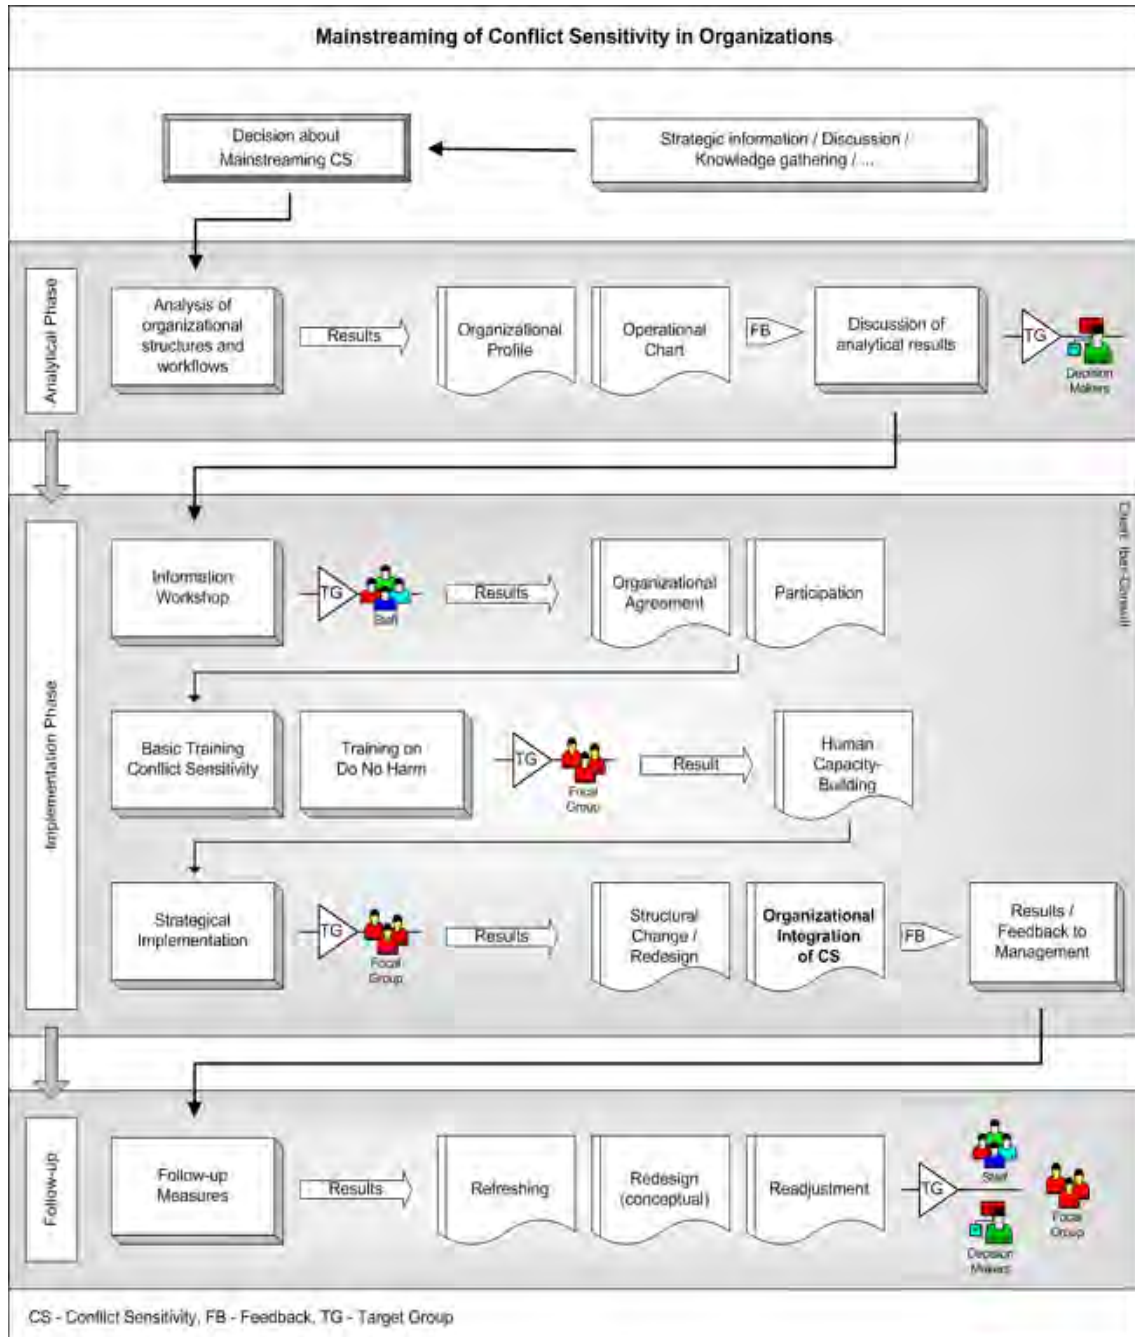 Mainstreaming of Conflict Sensitivity in Organizations
Decision about
Mainstreaming CS
Strategic information / Discussion /
Knowledge gathering / ...
Analytical Phase
Analysis of
organizational
structures and
workflows
Results
Organizational
Profile
Operational
Chart
FB
Discussion of
analytical results
TG
Decision
Makers
Implementation Phase
Information
Workshop
TG
Staff
Results
Organizational
Agreement
Participation
Basic Training
Conflict Sensitivity
Training on
Do No Harm
TG
Focal
Group
Result
Human
Capacity-
Building
Strategical
Implementation
TG
Focal
Group
Results
Structural
Change /
Redesign
Organizational
Integration
of CS
FB
Results /
Feedback to
Management
Follow-up
Follow-up
Measures
Results
Refreshing
Redesign
(conceptual)
Readjustment
TG
Staff
Decision
Makers
Focal
Group
CS - Conflict Sensitivity, FB - Feedback, TG - Target Group